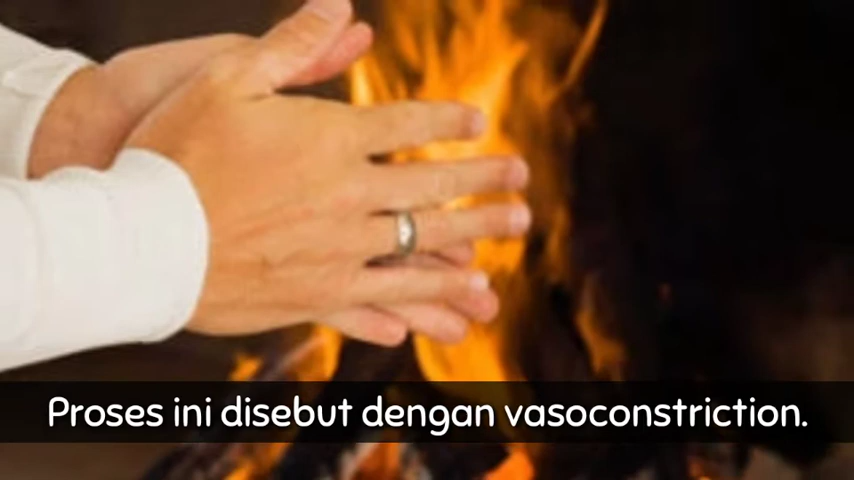 Proses ini disebut dengan vasoconstriction.